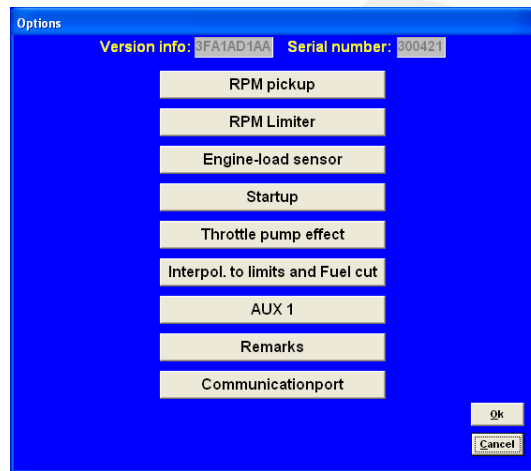 Options
Version info: 3FA1AD1AA Serial number: 300421
RPM pickup
RPM Limiter
Engine-load sensor
Startup
Throttle pump effect
Interpol. to limits and Fuel cut
AUX 1
Remarks
Communicationport
Ok
Cancel